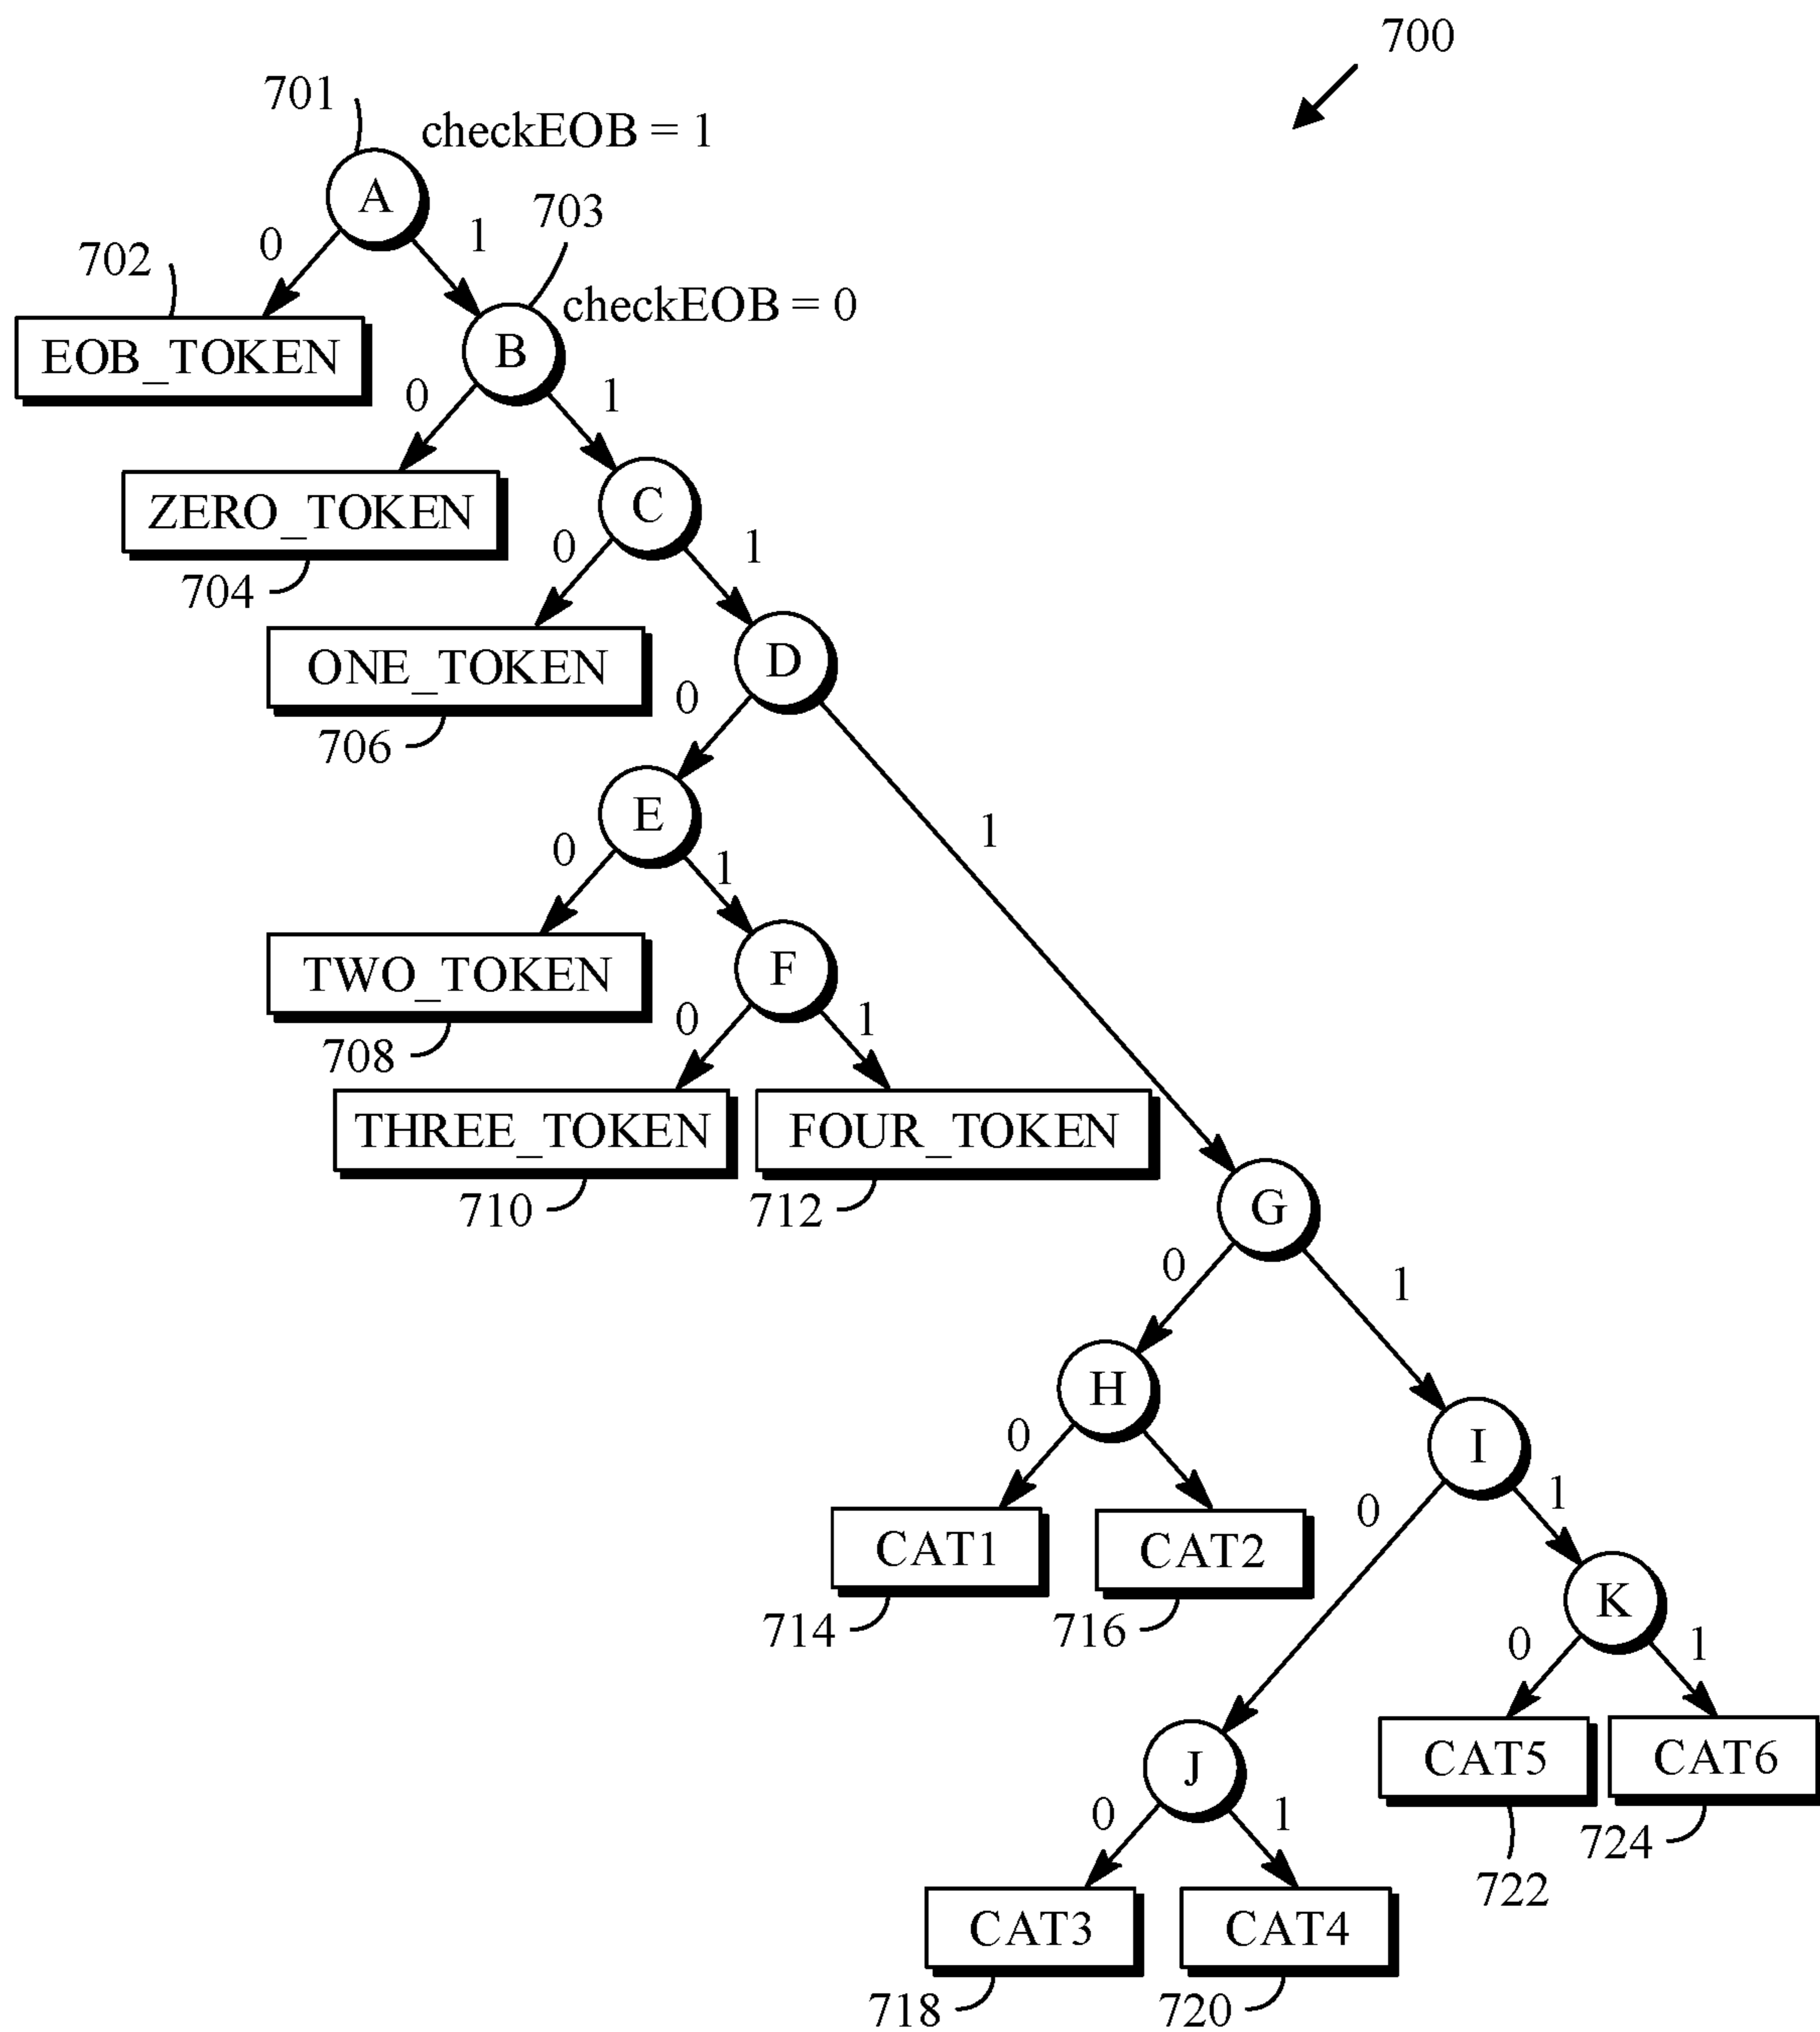 700
701
checkEOB = 1
A
703
0
1
702
checkEOB = 0
EOB_TOKEN
B
0
1
ZERO_TOKEN
C
704
0
1
ONE_TOKEN
D
0
706
E
1
0
1
TWO_TOKEN
F
0
1
708
THREE_TOKEN
FOUR_TOKEN
710
712
G
0
1
H
0
I
1
0
CAT1
CAT2
K
714
716
0
1
J
CAT5
CAT6
0
1
724
722
CAT3
CAT4
718
720